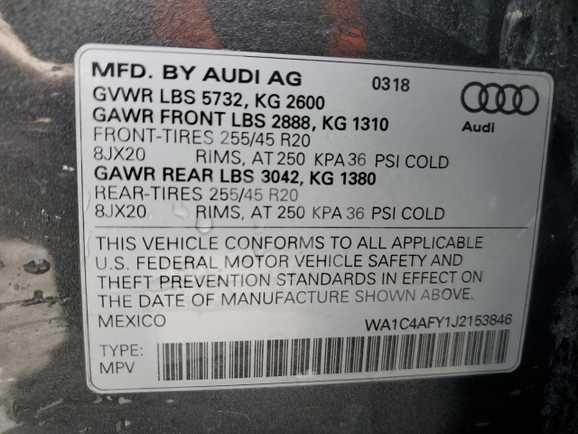 MFD. BY AUDI AG 0318
GVWR LBS 5732, KG 2600
GAWR FRONT LBS 2888, KG 1310
FRONT-TIRES 255/45 R20
8JX20 RIMS, AT 250 KPA 36 PSI COLD
GAWR REAR LBS 3042, KG 1380
REAR-TIRES 255/45 R20
8JX20 RIMS, AT 250 KPA 36 PSI COLD
Audi
THIS VEHICLE CONFORMS TO ALL APPLICABLE
U.S. FEDERAL MOTOR VEHICLE SAFETY AND
THEFT PREVENTION STANDARDS IN EFFECT ON
THE DATE OF MANUFACTURE SHOWN ABOVE.
MEXICO WA1C4AFY1J2153846
TYPE:
MPV